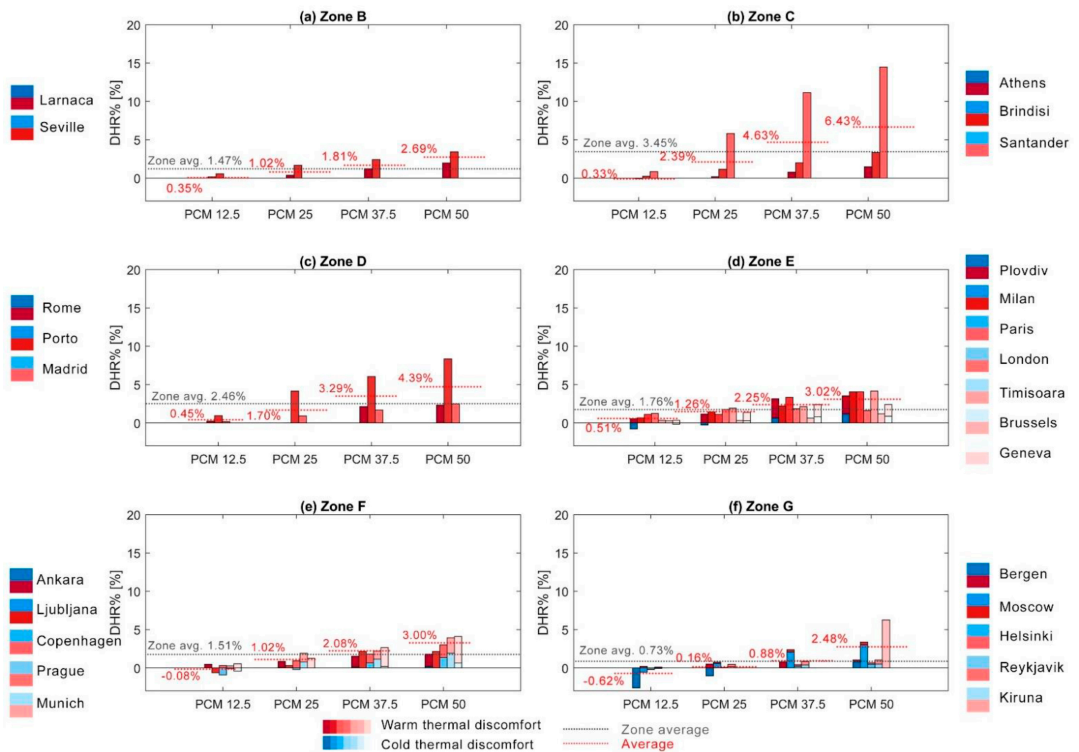 (a) Zone B
20
15
10
5
0
DHR% [%]
Larnaca
Seville
Zone avg. 1.47%
0.35%
1.02%
1.81%
2.69%
PCM 12.5 PCM 25 PCM 37.5 PCM 50
(b) Zone C
20
15
10
5
0
DHR% [%]
Athens
Brindisi
Santander
Zone avg. 3.45%
0.33%
2.39%
4.63%
6.43%
PCM 12.5 PCM 25 PCM 37.5 PCM 50
(c) Zone D
20
15
10
5
0
DHR% [%]
Rome
Porto
Madrid
Zone avg. 2.46%
0.45%
1.70%
3.29%
4.39%
PCM 12.5 PCM 25 PCM 37.5 PCM 50
(d) Zone E
20
15
10
5
0
DHR% [%]
Plovdiv
Milan
Paris
London
Timisoara
Brussels
Geneva
Zone avg. 1.76%
0.51%
1.26%
2.25%
3.02%
PCM 12.5 PCM 25 PCM 37.5 PCM 50
(e) Zone F
20
15
10
5
0
DHR% [%]
Ankara
Ljubljana
Copenhagen
Prague
Munich
Zone avg. 1.51%
-0.08%
1.02%
2.08%
3.00%
PCM 12.5 PCM 25 PCM 37.5 PCM 50
(f) Zone G
20
15
10
5
0
DHR% [%]
Bergen
Moscow
Helsinki
Reykjavik
Kiruna
Zone avg. 0.73%
-0.62%
0.16%
0.88%
2.48%
PCM 12.5 PCM 25 PCM 37.5 PCM 50
Warm thermal discomfort
Cold thermal discomfort
Zone average
Average